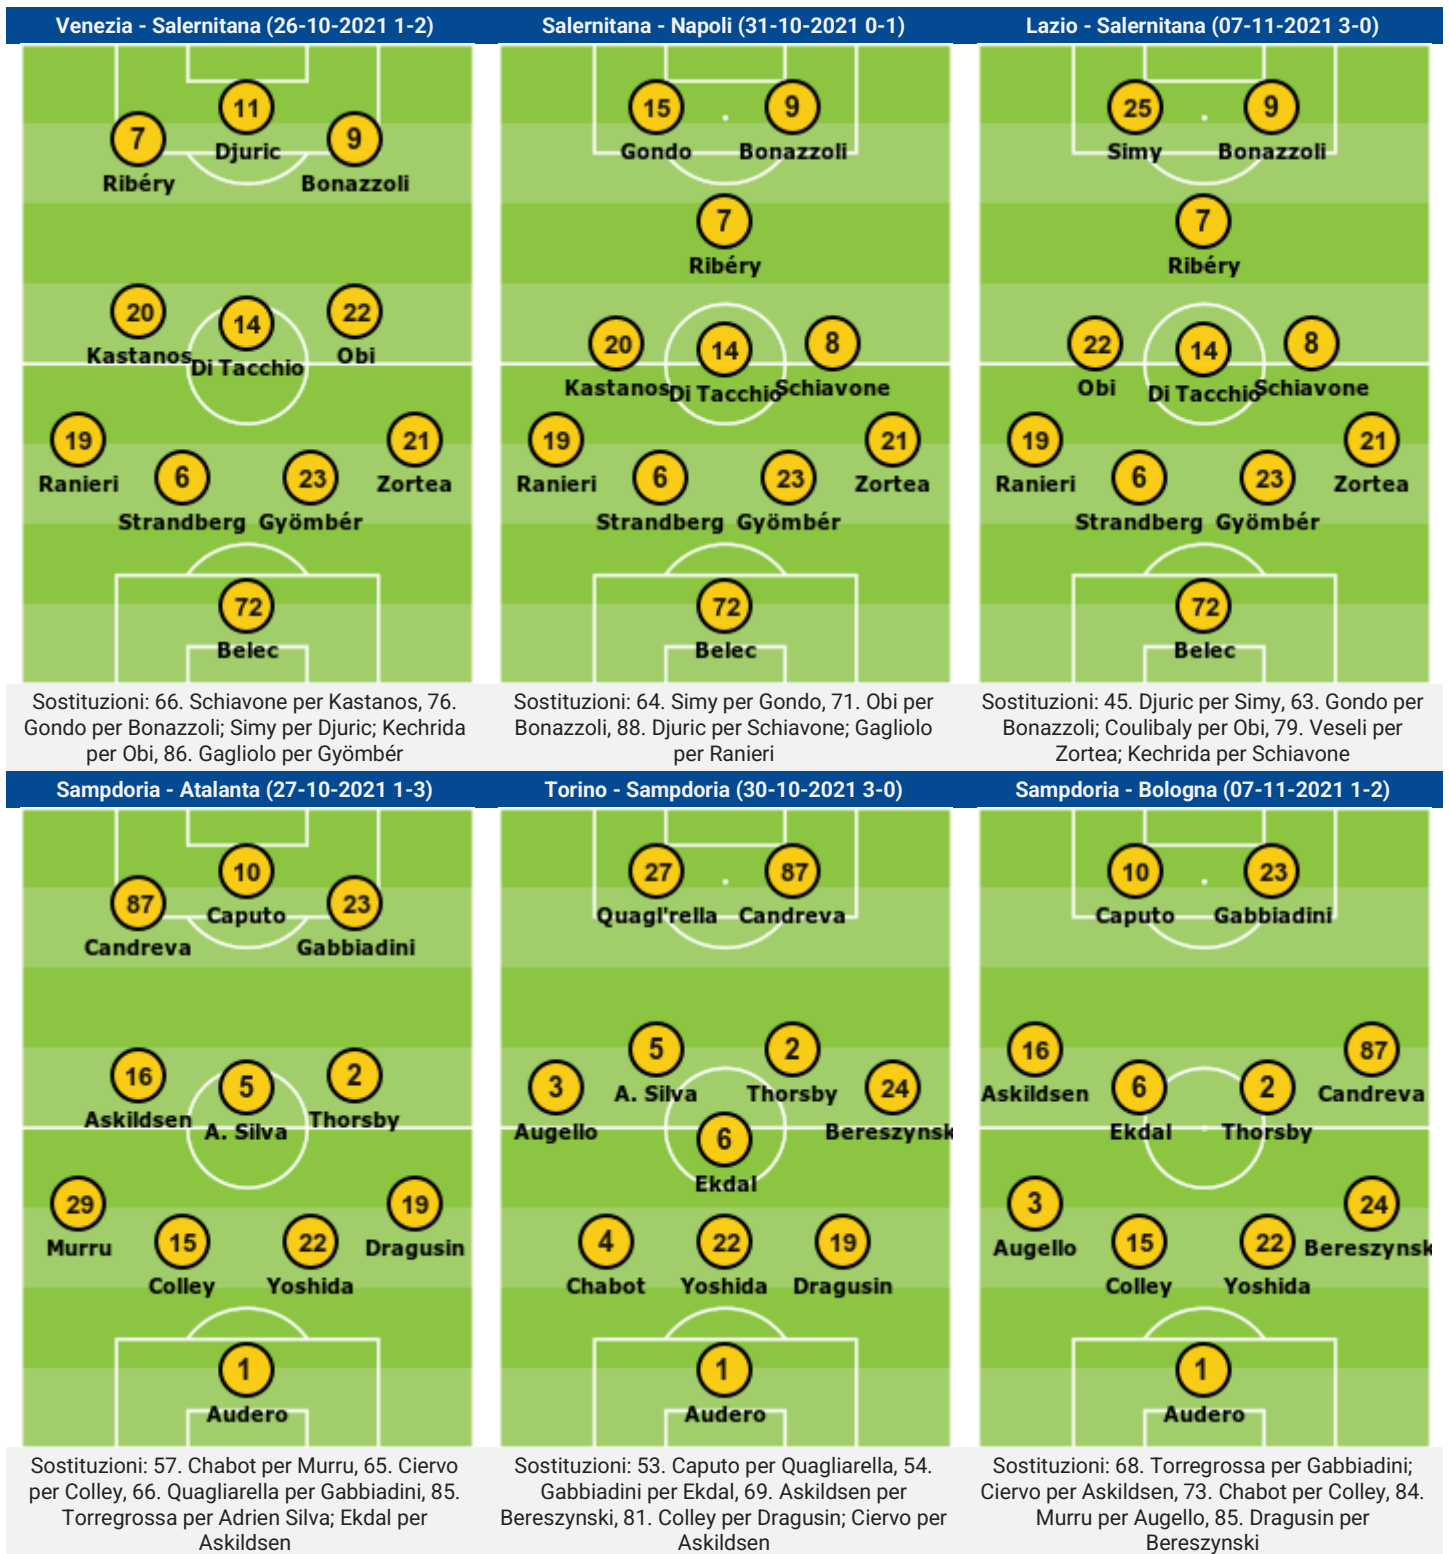 Venezia - Salernitana (26-10-2021 1-2)
11
Djuric
7
9
Ribéry
Bonazzoli
20
14
22
Kastanos
Di Tacchio
Obi
19
21
Ranieri
6
23
Zortea
Strandberg
Gyömbér
72
Belec
Sostituzioni: 66. Schiavone per Kastanos, 76.
Gondo per Bonazzoli; Simy per Djuric; Kechrida
per Obi, 86. Gagliolo per Gyömbér
Salernitana - Napoli (31-10-2021 0-1)
15
9
Gondo
Bonazzoli
7
Ribéry
20
14
8
Kastanos
Di Tacchio
Schiavone
19
21
Ranieri
6
23
Zortea
Strandberg
Gyömbér
72
Belec
Sostituzioni: 64. Simy per Gondo, 71. Obi per
Bonazzoli, 88. Djuric per Schiavone; Gagliolo
per Ranieri
Lazio - Salernitana (07-11-2021 3-0)
25
9
Simy
Bonazzoli
7
Ribéry
22
14
8
Obi
Di Tacchio
Schiavone
19
21
Ranieri
6
23
Zortea
Strandberg
Gyömbér
72
Belec
Sostituzioni: 45. Djuric per Simy, 63. Gondo per
Bonazzoli; Coulibaly per Obi, 79. Veseli per
Zortea; Kechrida per Schiavone
Sampdoria - Atalanta (27-10-2021 1-3)
10
Caputo
87
23
Candreva
Gabbiadini
16
5
2
Askildsen
A. Silva
Thorsby
29
19
Murru
15
22
Dragusin
Colley
Yoshida
1
Audero
Sostituzioni: 57. Chabot per Murru, 65. Ciervo
per Colley, 66. Quagliarella per Gabbiadini, 85.
Torregrossa per Adrien Silva; Ekdal per
Askildsen
Torino - Sampdoria (30-10-2021 3-0)
27
87
Quagl'rella
Candreva
5
2
A. Silva
Thorsby
3
24
Augello
Bereszynsk
6
Ekdal
4
22
19
Chabot
Yoshida
Dragusin
1
Audero
Sostituzioni: 53. Caputo per Quagliarella, 54.
Gabbiadini per Ekdal, 69. Askildsen per
Bereszynski, 81. Colley per Dragusin; Ciervo per
Askildsen
Sampdoria - Bologna (07-11-2021 1-2)
10
23
Caputo
Gabbiadini
16
87
Askildsen
6
2
Candreva
Ekdal
Thorsby
3
24
Augello
15
22
Bereszynsk
Colley
Yoshida
1
Audero
Sostituzioni: 68. Torregrossa per Gabbiadini;
Ciervo per Askildsen, 73. Chabot per Colley, 84.
Murru per Augello, 85. Dragusin per
Bereszynski